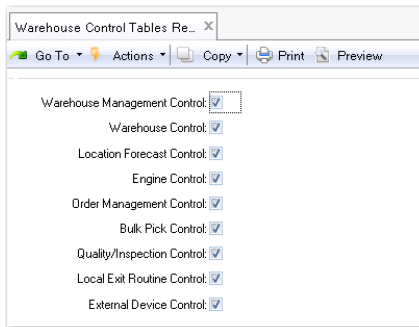 Warehouse Control Tables Re... X
Go To Actions Copy Print Preview
Warehouse Management Control:
Warehouse Control:
Location Forecast Control:
Engine Control:
Order Management Control:
Bulk Pick Control:
Quality/Inspection Control:
Local Exit Routine Control:
External Device Control: